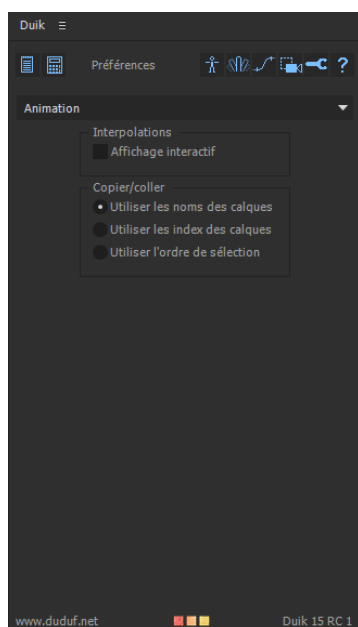 Duik
Préférences
?
Animation
Interpolations
Affichage interactif
Copier/coller
Utiliser les noms des calques
Utiliser les index des calques
Utiliser l'ordre de sélection
www.duduf.net
Duik 15 RC 1